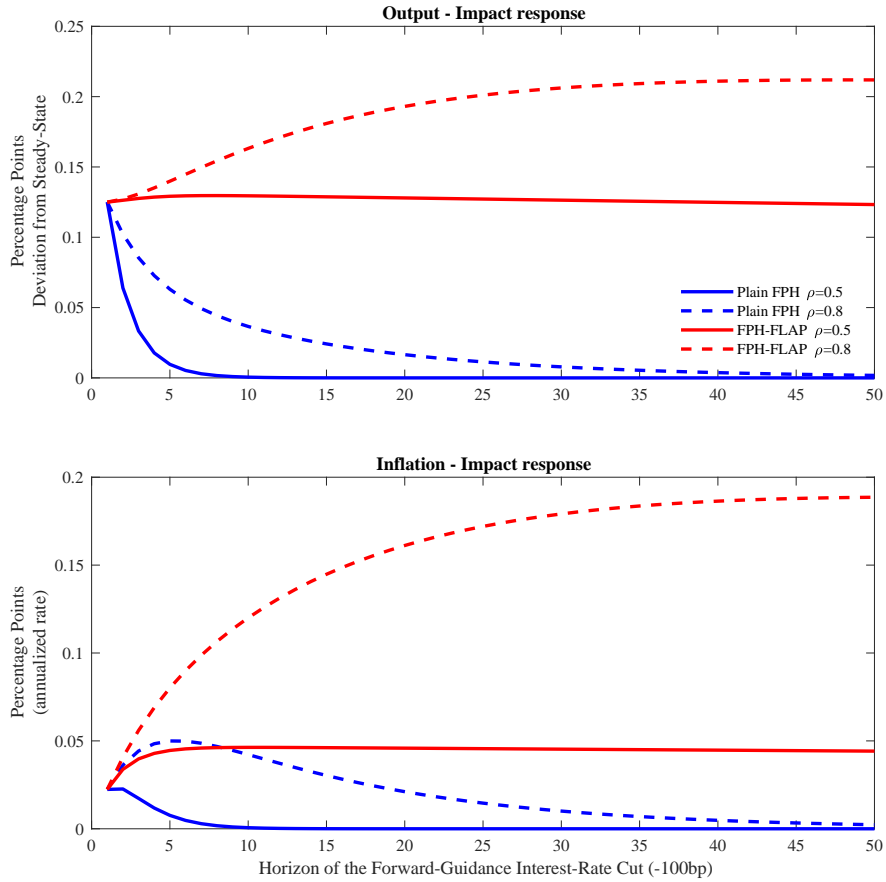 Output - Impact response
Percentage Points
Deviation from Steady-State
0.25
0.2
0.15
0.1
0.05
0
Plain FPH ρ=0.5
Plain FPH ρ=0.8
FPH-FLAP ρ=0.5
FPH-FLAP ρ=0.8
0 5 10 15 20 25 30 35 40 45 50
Inflation - Impact response
Percentage Points
(annualized rate)
0.2
0.15
0.1
0.05
0
0 5 10 15 20 25 30 35 40 45 50
Horizon of the Forward-Guidance Interest-Rate Cut (-100bp)